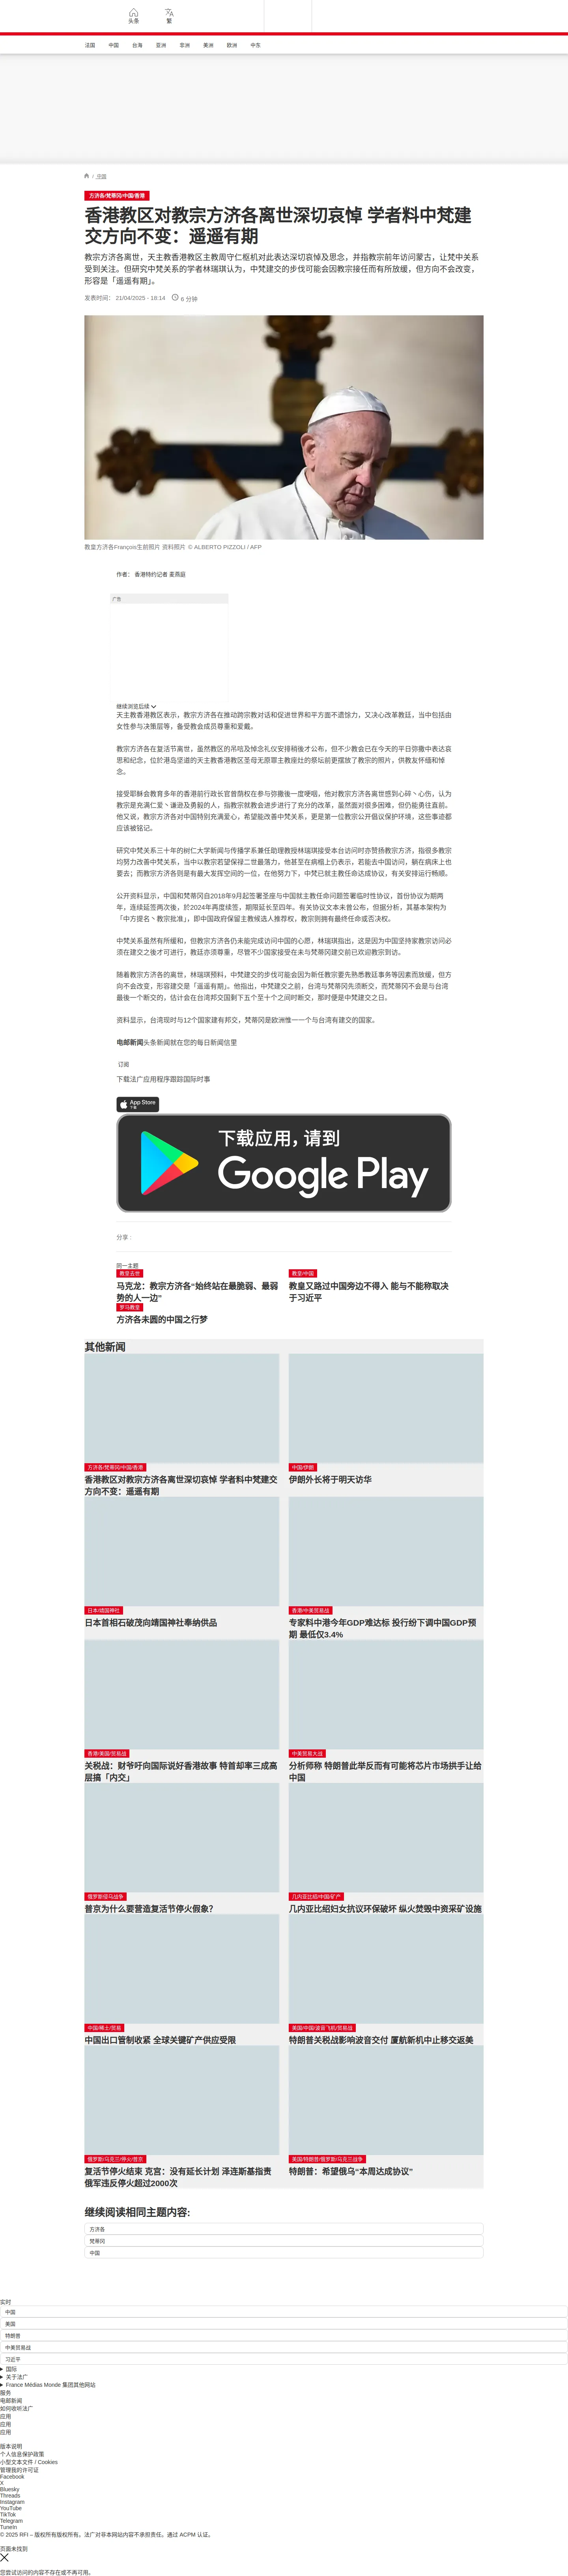 头条
繁
法国
中国
台海
亚洲
非洲
美洲
欧洲
中东
/ 中国
方济各/梵蒂冈/中国/香港
香港教区对教宗方济各离世深切哀悼 学者料中梵建
交方向不变：遥遥有期
教宗方济各离世，天主教香港教区主教周守仁枢机对此表达深切哀悼及思念，并指教宗前年访问蒙古，让梵中关系
受到关注。但研究中梵关系的学者林瑞琪认为，中梵建交的步伐可能会因教宗接任而有所放缓，但方向不会改变，
形容是「遥遥有期」。
发表时间： 21/04/2025 - 18:14
6 分钟
教皇方济各François生前照片 资料照片 © ALBERTO PIZZOLI / AFP
作者： 香港特约记者 麦燕庭
广告
继续浏览后续
天主教香港教区表示，教宗方济各在推动跨宗教对话和促进世界和平方面不遗馀力，又决心改革教廷，当中包括由
女性参与决策层等，备受教会成员尊重和爱戴。
教宗方济各在复活节离世，虽然教区的吊唁及悼念礼仪安排稍後才公布，但不少教会已在今天的平日弥撒中表达哀
思和纪念，位於港岛坚道的天主教香港教区圣母无原罪主教座灶的祭坛前更摆放了教宗的照片，供教友怀缅和悼
念。
接受耶稣会教育多年的香港前行政长官曾荫权在参与弥撒後一度哽咽，他对教宗方济各离世感到心碎丶心伤，认为
教宗是充满仁爱丶谦逊及勇毅的人，指教宗就教会进步进行了充分的改革，虽然面对很多困难，但仍能勇往直前。
他又说，教宗方济各对中国特别充满爱心，希望能改善中梵关系，更是第一位教宗公开倡议保护环境，这些事迹都
应该被铭记。
研究中梵关系三十年的树仁大学新闻与传播学系兼任助理教授林瑞琪接受本台访问时亦赞扬教宗方济，指很多教宗
均努力改善中梵关系，当中以教宗若望保禄二世最落力，他甚至在病榻上仍表示，若能去中国访问，躺在病床上也
要去；而教宗方济各则是有最大发挥空间的一位，在他努力下，中梵已就主教任命达成协议，有关安排运行畅顺。
公开资料显示，中国和梵蒂冈自2018年9月起签署圣座与中国就主教任命问题签署临时性协议，首份协议为期两
年，连续延签两次後，於2024年再度续签，期限延长至四年。有关协议文本未曾公布，但据分析，其基本架构为
「中方提名丶教宗批准」，即中国政府保留主教候选人推荐权，教宗则拥有最终任命或否决权。
中梵关系虽然有所缓和，但教宗方济各仍未能完成访问中国的心愿，林瑞琪指出，这是因为中国坚持家教宗访问必
须在建交之後才可进行，教廷亦须尊重，尽管不少国家接受在未与梵蒂冈建交前已欢迎教宗到访。
随着教宗方济各的离世，林瑞琪预料，中梵建交的步伐可能会因为新任教宗要先熟悉教廷事务等因素而放缓，但方
向不会改变，形容建交是「遥遥有期」。他指出，中梵建交之前，台湾与梵蒂冈先须断交，而梵蒂冈不会是与台湾
最後一个断交的，估计会在台湾邦交国剩下五个至十个之间时断交，那时便是中梵建交之日。
资料显示，台湾现时与12个国家建有邦交，梵蒂冈是欧洲惟一一个与台湾有建交的国家。
电邮新闻头条新闻就在您的每日新闻信里
订阅
下载法广应用程序跟踪国际时事
App Store
下载
下载应用，请到
Google Play
分享 :
同一主题
教皇去世
马克龙：教宗方济各“始终站在最脆弱、最弱
势的人一边”
教皇/中国
教皇又路过中国旁边不得入 能与不能称取决
于习近平
罗马教皇
方济各未圆的中国之行梦
其他新闻
方济各/梵蒂冈/中国/香港
香港教区对教宗方济各离世深切哀悼 学者料中梵建交
方向不变：遥遥有期
中国/伊朗
伊朗外长将于明天访华
日本/靖国神社
日本首相石破茂向靖国神社奉纳供品
香港/中美贸易战
专家料中港今年GDP难达标 投行纷下调中国GDP预
期 最低仅3.4%
香港/美国/贸易战
关税战：财爷吁向国际说好香港故事 特首却率三成高
层搞「内交」
中美贸易大战
分析师称 特朗普此举反而有可能将芯片市场拱手让给
中国
俄罗斯侵乌战争
普京为什么要营造复活节停火假象？
几内亚比绍/中国/矿产
几内亚比绍妇女抗议环保破坏 纵火焚毁中资采矿设施
中国/稀土/贸易
中国出口管制收紧 全球关键矿产供应受限
美国/中国/波音飞机/贸易战
特朗普关税战影响波音交付 厦航新机中止移交返美
俄罗斯/乌克兰/停火/普京
复活节停火结束 克宫：没有延长计划 泽连斯基指责
俄军违反停火超过2000次
美国/特朗普/俄罗斯/乌克兰战争
特朗普：希望俄乌“本周达成协议”
继续阅读相同主题内容:
方济各
梵蒂冈
中国
实时
中国
美国
特朗普
中美贸易战
习近平
国际
关于法广
France Médias Monde 集团其他网站
服务
电邮新闻
如何收听法广
应用
应用
应用
版本说明
个人信息保护政策
小型文本文件 / Cookies
管理我的许可证
Facebook
X
Bluesky
Threads
Instagram
YouTube
TikTok
Telegram
TuneIn
© 2025 RFI – 版权所有版权所有。法广对非本网站内容不承担责任。通过 ACPM 认证。
页面未找到
您尝试访问的内容不存在或不再可用。